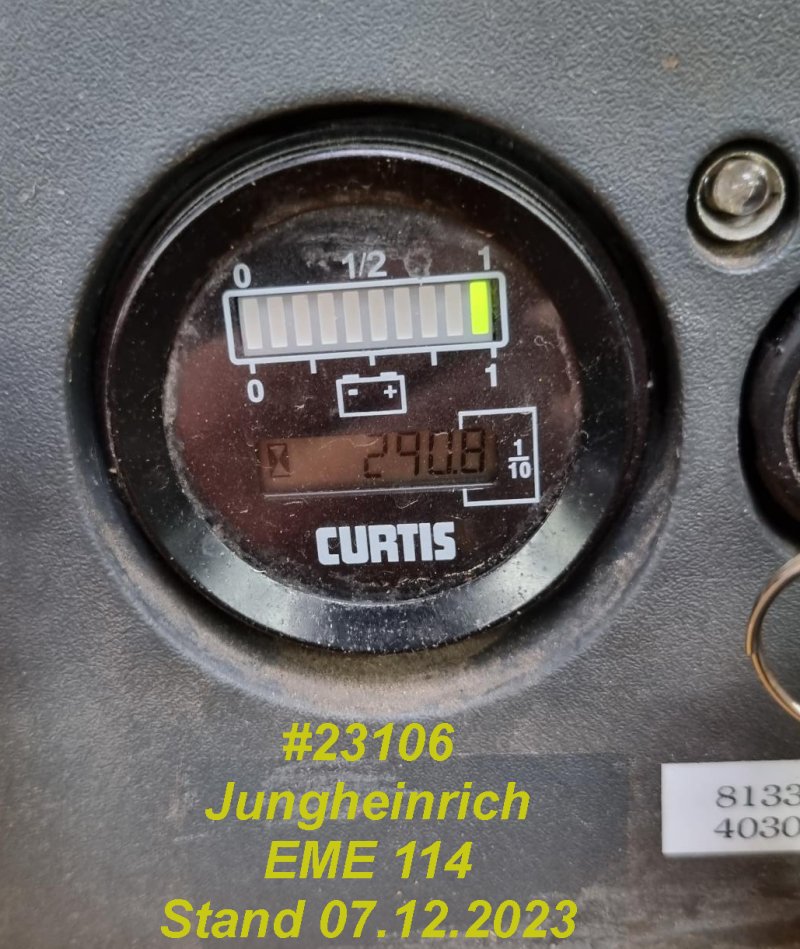 0 1/2 1
0 1
- +
290.8
1
10
CURTIS
#23106
Jungheinrich
EME 114
Stand 07.12.2023
8133
4030